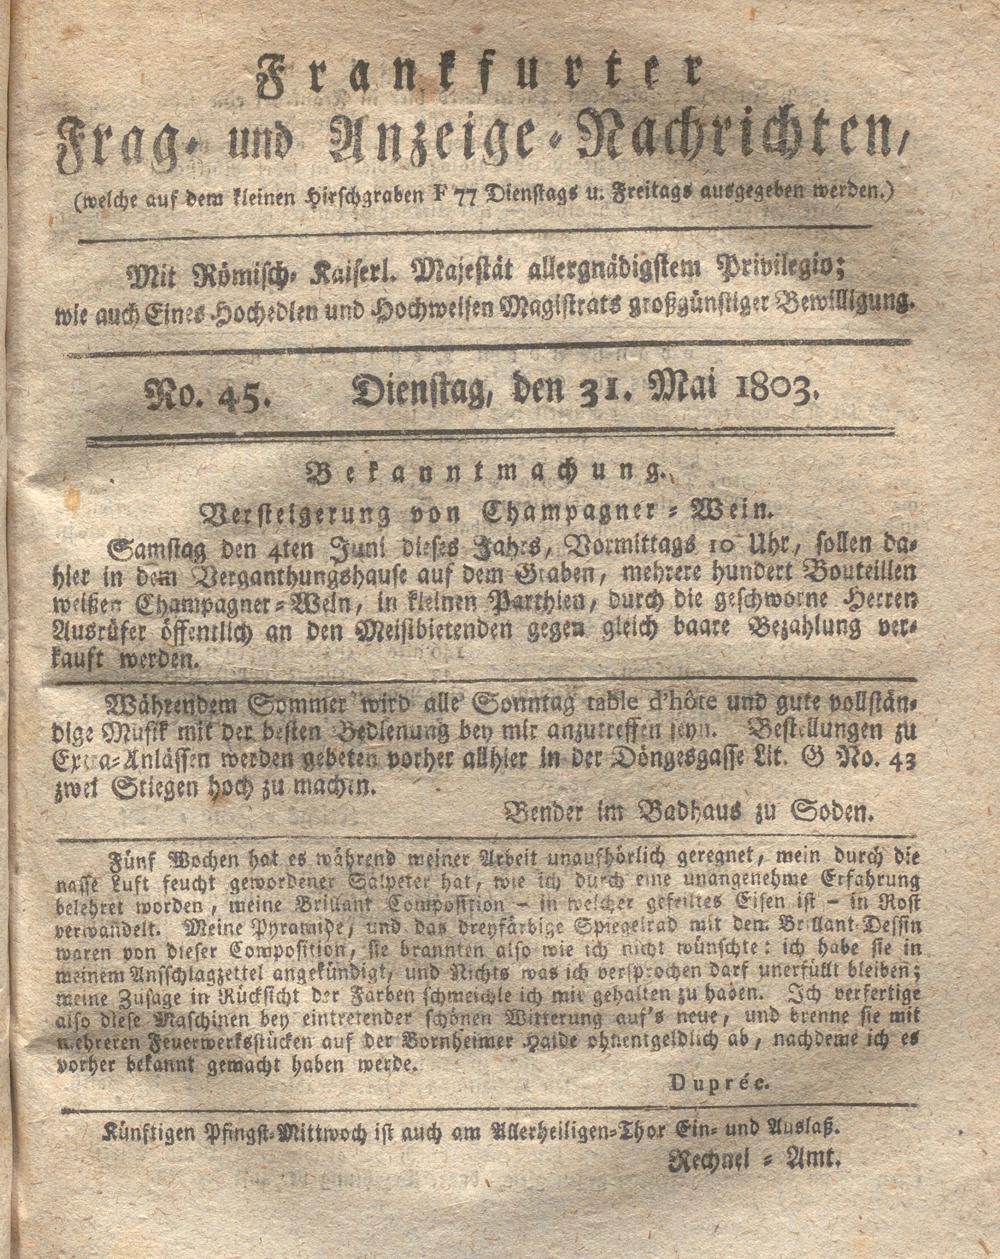 Frankfurter
Frag- und Anzeige-Nachrichten,
(welche auf dem kleinen Hirschgraben F 77 Dienstags u. Freitags ausgegeben werden.)
Mit Römisch- Kaiserl. Majestät allergnädigstem Privilegio;
wie auch Eines Hochedlen und Hochweisen Magistrats großgünstiger Bewilligung.
No. 45. Dienstag, den 31. Mai 1803.
Bekanntmachung.
Versteigerung von Champagner-Wein.
Samstag den 4ten Juni dieses Jahrs, Vormittags 10 Uhr, sollen da-
hier in dem Verganthungshause auf dem Graben, mehrere hundert Bouteillen
weißen Champagner-Wein, in kleinen Parthien, durch die geschworne Herren
Ausrüfer öffentlich an den Meistbietenden gegen gleich baare Bezahlung ver-
kauft werden.
Währendem Sommer wird alle Sonntag table d'hôte und gute vollstän-
dige Musik mit der besten Bedienung bey mir anzutreffen seyn. Bestellungen zu
Extra-Anlässen werden gebeten vorher allhier in der Döngesgasse Lit. G No. 43
zwei Stiegen hoch zu machen.
Bender im Badhaus zu Soden.
Fünf Wochen hat es während meiner Arbeit unaufhörlich geregnet, mein durch die
nasse Luft feucht gewordener Salpeter hat, wie ich durch eine unangenehme Erfahrung
belehret worden, meine Brillant Composition - in welcher gefeiltes Eisen ist - in Rost
verwandelt. Meine Pyramide, und das dreyfärbige Spiegelrad mit dem Brillant-Dessin
waren von dieser Composition, sie brannten also wie ich nicht wünschte: ich habe sie in
meinem Ansschlagzettel angekündigt, und Nichts was ich versprochen darf unerfüllt bleiben;
meine Zusage in Rücksicht der Farben schmeichle ich mir gehalten zu haben. Ich verfertige
also diese Maschinen bey eintretender schönen Witterung auf's neue, und brenne sie mit
mehreren Feuerwerksstücken auf der Bornheimer Haide ohnentgeldlich ab, nachdeme ich es
vorher bekannt gemacht haben werde.
Duprée.
Künftigen Pfingst-Mittwoch ist auch am Allerheiligen-Thor Ein- und Auslaß.
Rechnei-Amt.